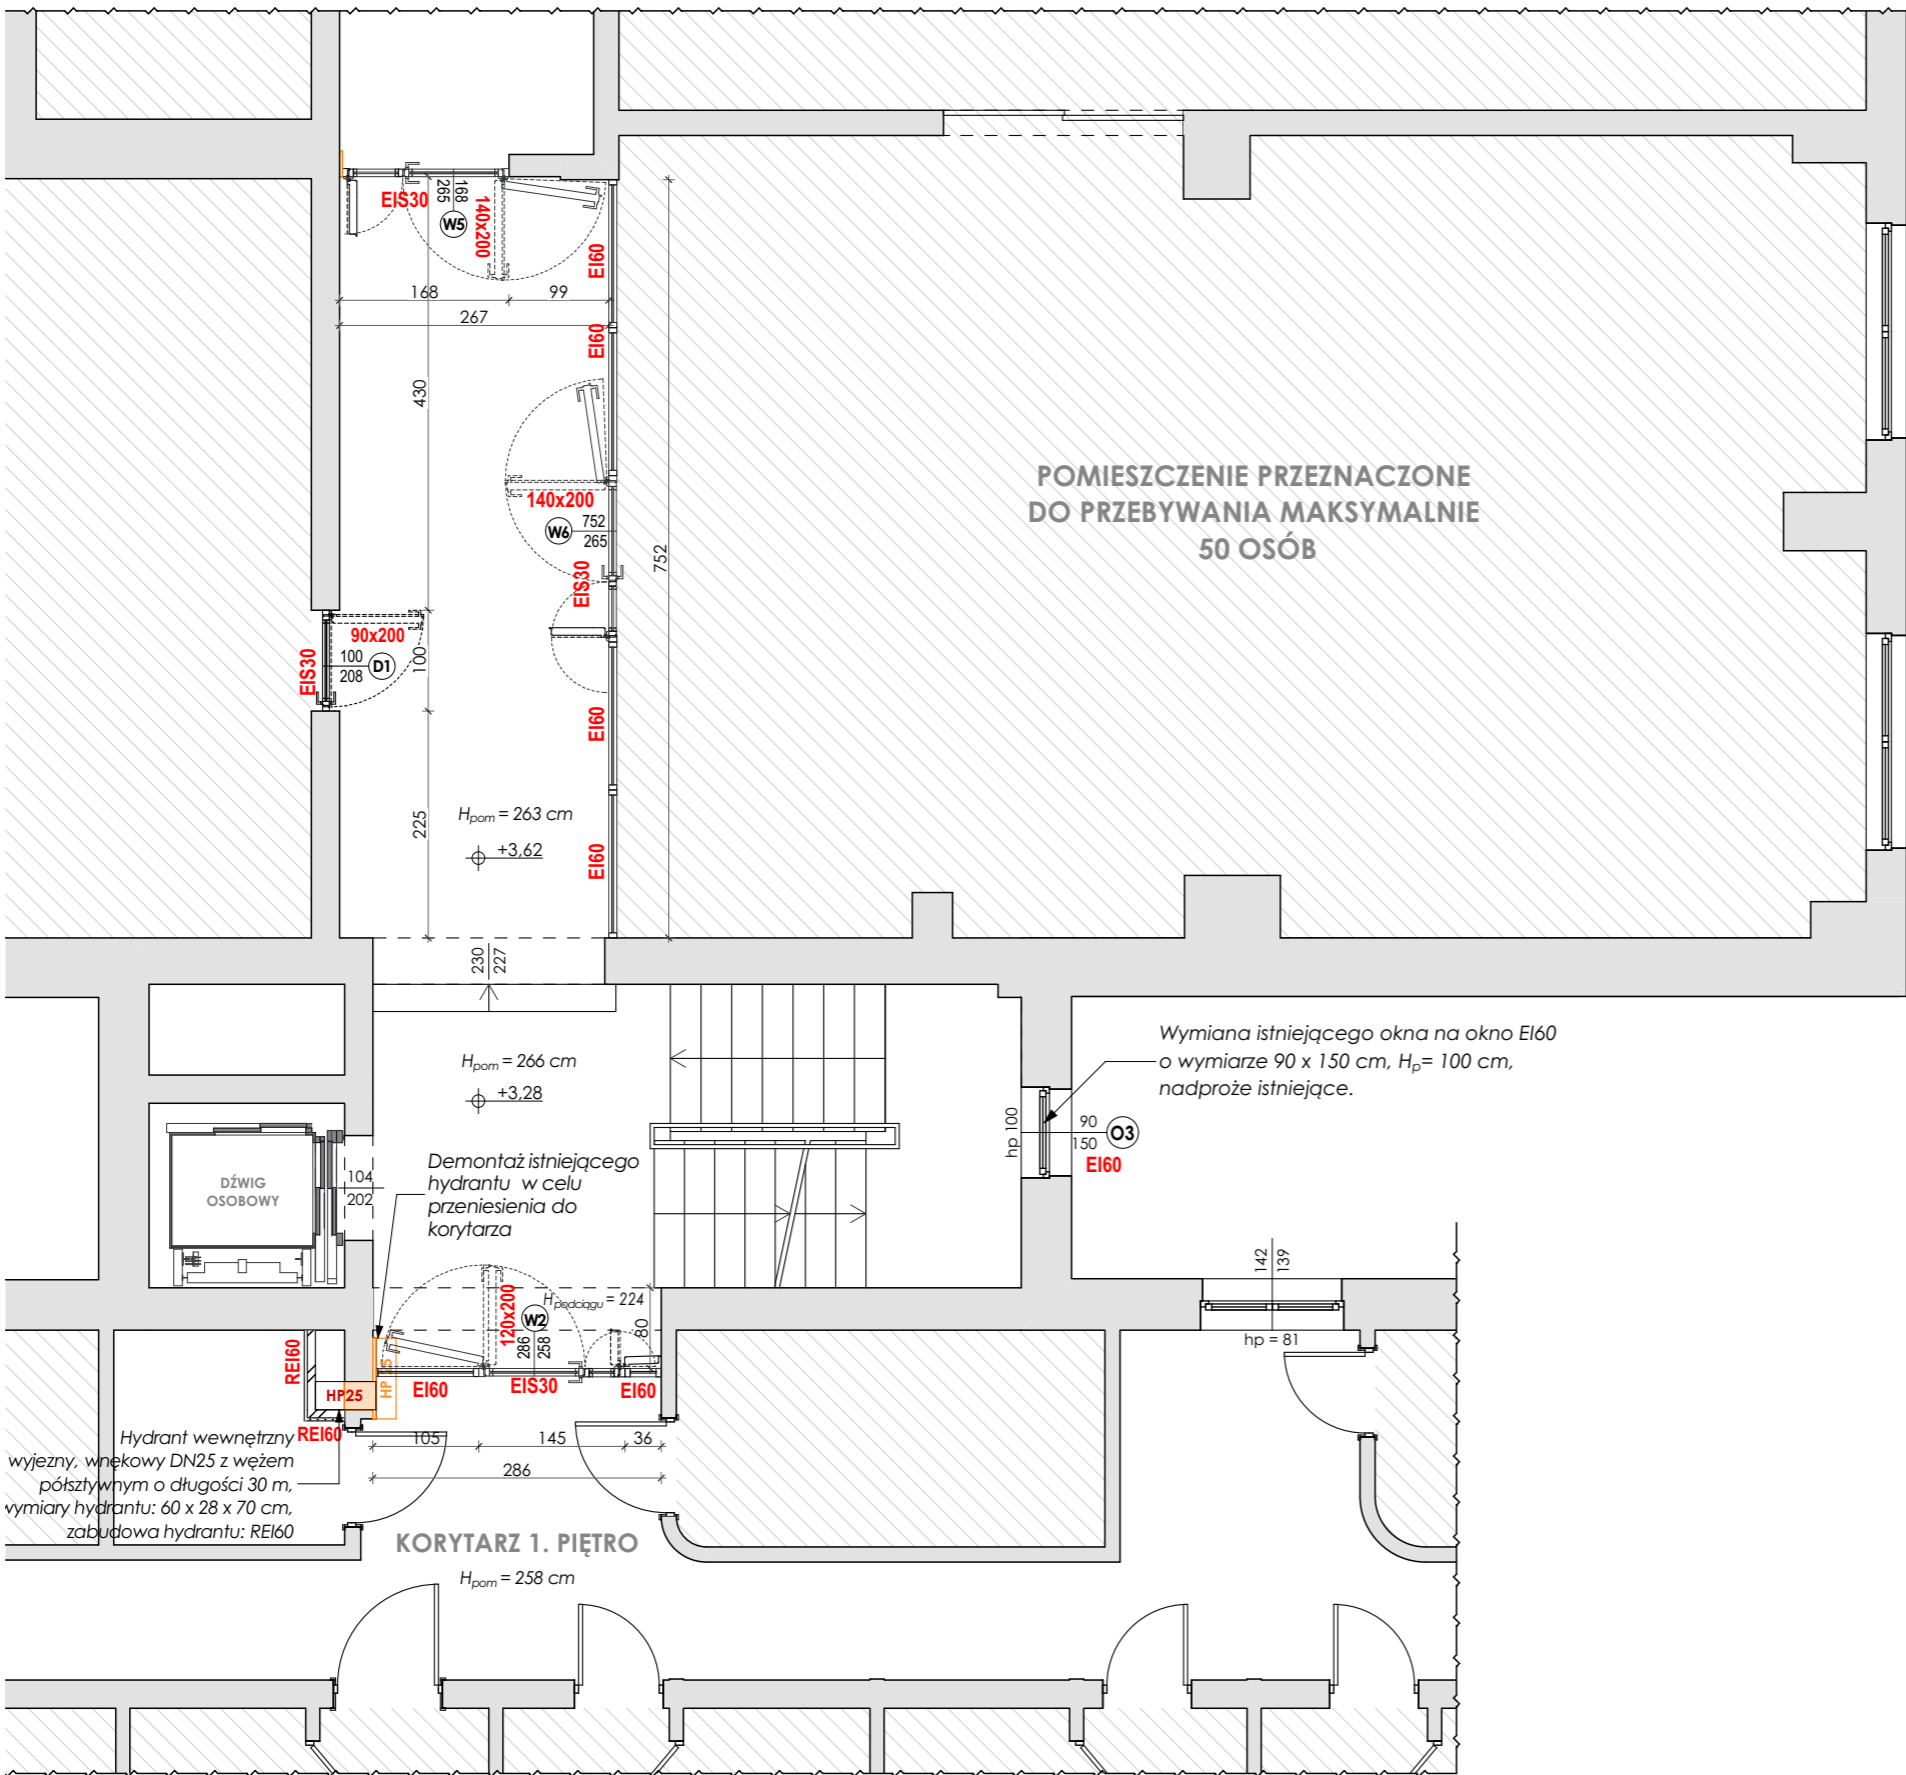 EIS30
168
265
W5
140x200
EI60
168
99
267
EI60
430
140x200
W6
752
265
752
EIS30
POMIESZCZENIE PRZEZNACZONE
DO PRZEBYWANIA MAKSYMALNIE
50 OSÓB
90x200
100
208
D1
EIS30
100
EI60
225
Hpom = 263 cm
+3,62
EI60
230
227
Hpom = 266 cm
+3,28
Wymiana istniejącego okna na okno EI60
o wymiarze 90 x 150 cm, Hp= 100 cm,
nadproże istniejące.
hp 100
90
150
O3
EI60
DŹWIG
OSOBOWY
104
202
Demontaż istniejącego
hydrantu w celu
przeniesienia do
korytarza
142
139
hp = 81
120x200
Hpodciągu = 224
W2
286
258
80
REI60
HP25
HP 25
EI60
EIS30
EI60
REI60
Hydrant wewnętrzny
wyjezny, wnękowy DN25 z wężem
półsztywnym o długości 30 m,
wymiary hydrantu: 60 x 28 x 70 cm,
zabudowa hydrantu: REI60
105
145
36
286
KORYTARZ 1. PIĘTRO
Hpom = 258 cm